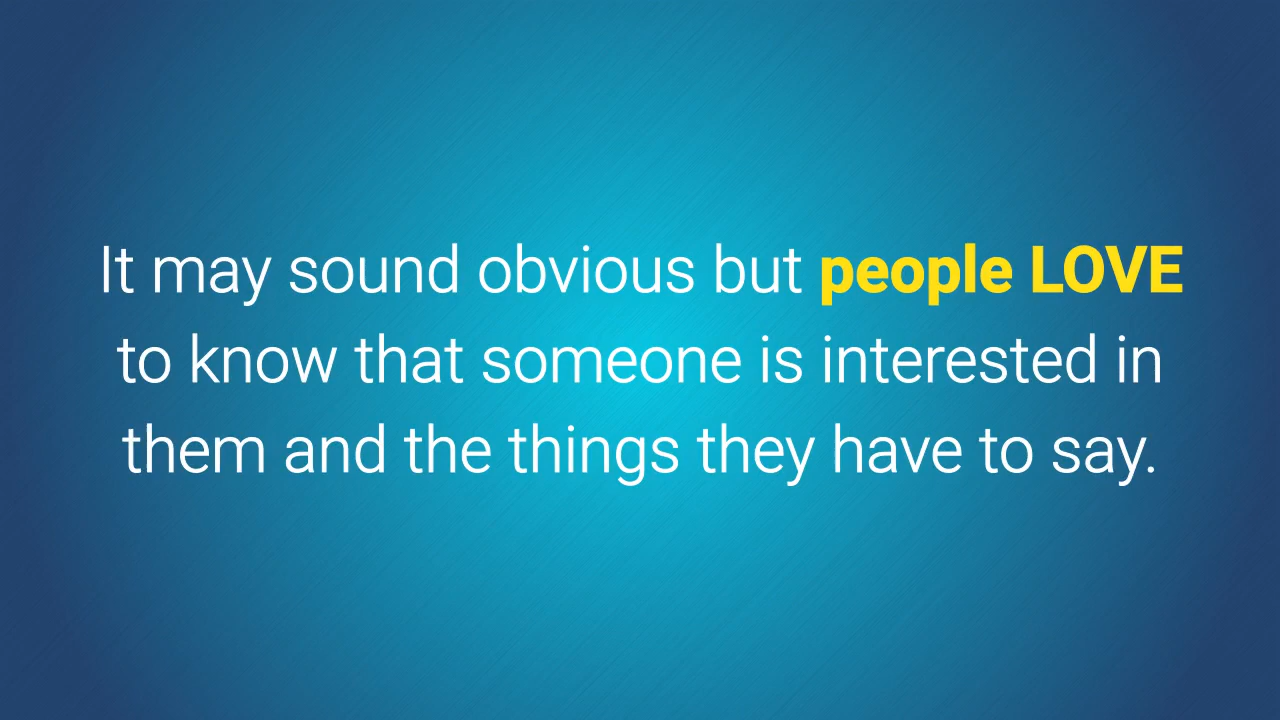 It may sound obvious but people LOVE
to know that someone is interested in
them and the things they have to say.